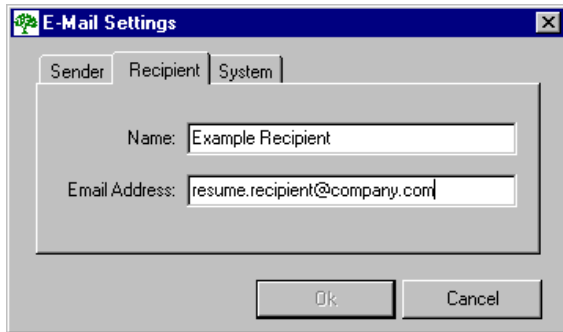 E-Mail Settings
Sender Recipient System
Name: Example Recipient
Email Address: resume.recipient@company.com
Ok Cancel